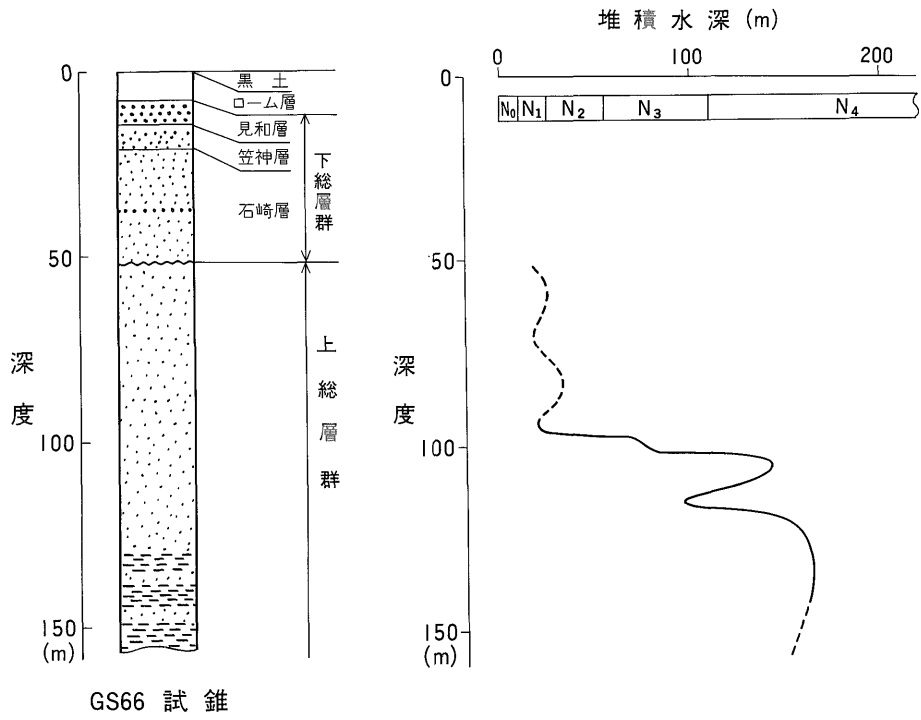 堆積水深 (m)
0
100
200
N₀ N₁ N₂ N₃ N₄
0
50
100
150
(m)
深度
0
50
100
150
(m)
深度
黒土
ローム層
見和層
笠神層
石崎層
下総層群
上総層群
GS66 試錐